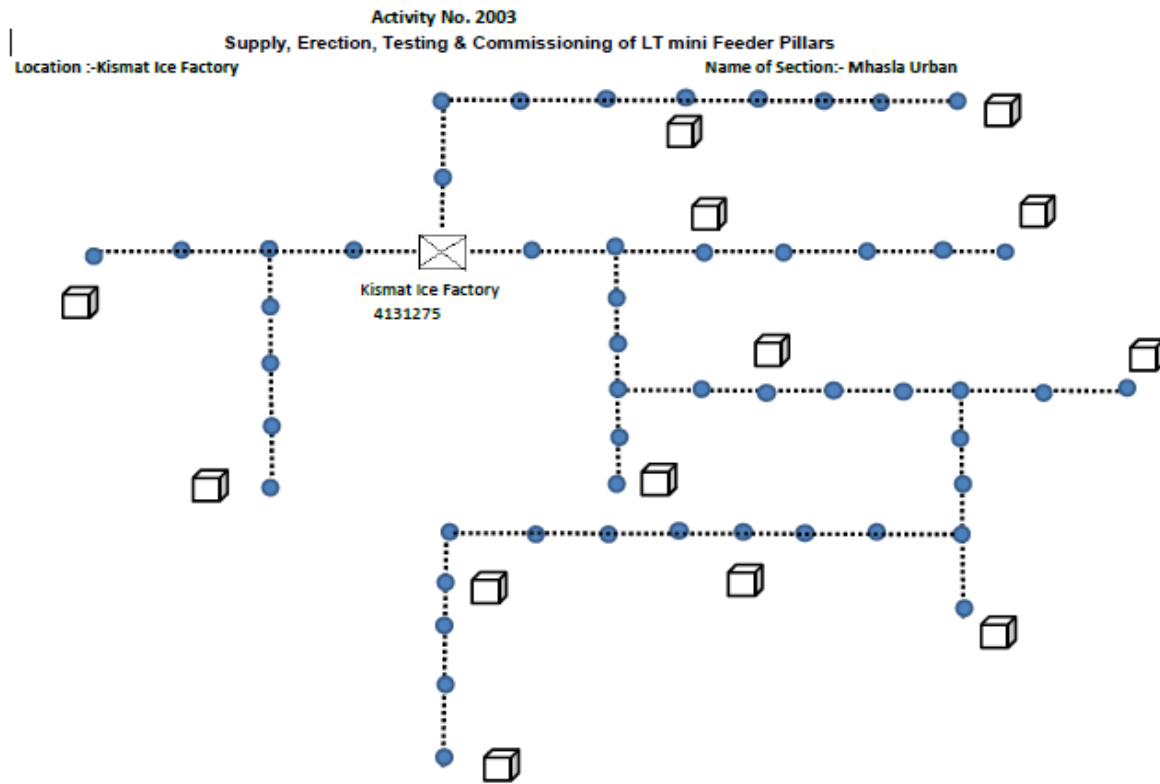 Activity No. 2003
Supply, Erection, Testing & Commissioning of LT mini Feeder Pillars
Location :-Kismat Ice Factory Name of Section:- Mhasla Urban
Kismat Ice Factory
4131275